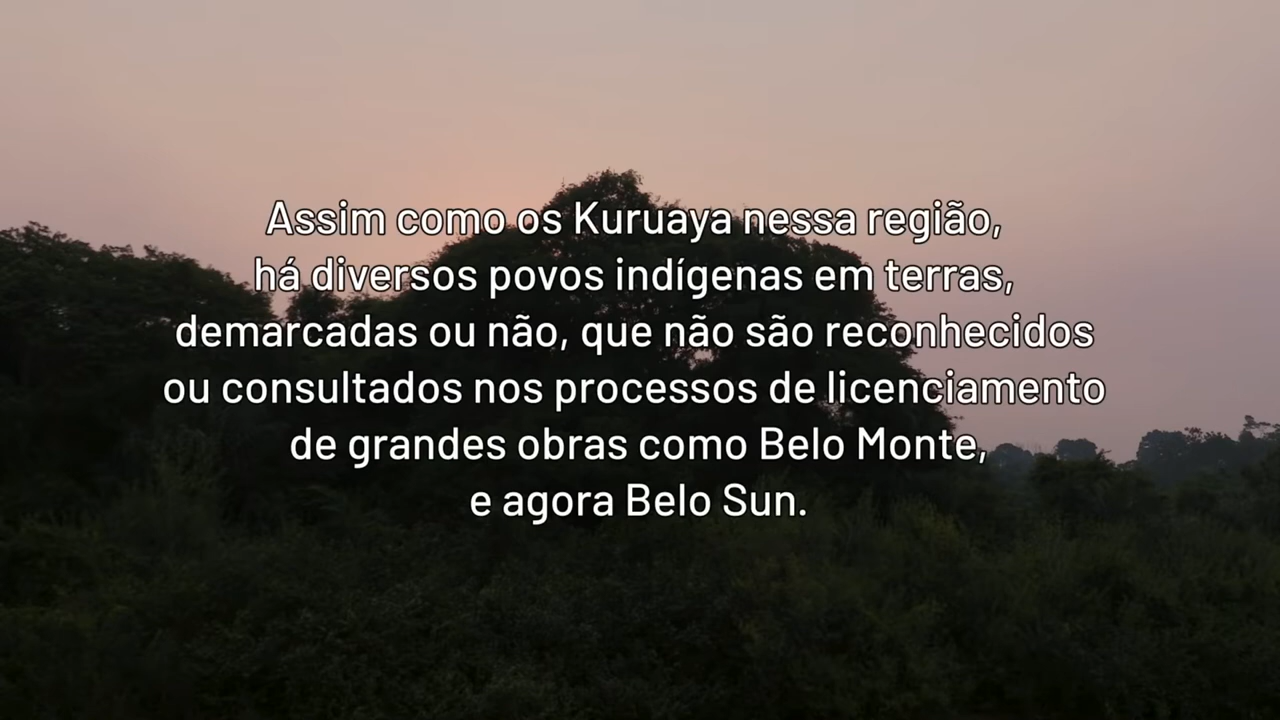 Assim como os Kuruaya nessa região,
há diversos povos indígenas em terras,
demarcadas ou não, que não são reconhecidos
ou consultados nos processos de licenciamento
de grandes obras como Belo Monte,
e agora Belo Sun.